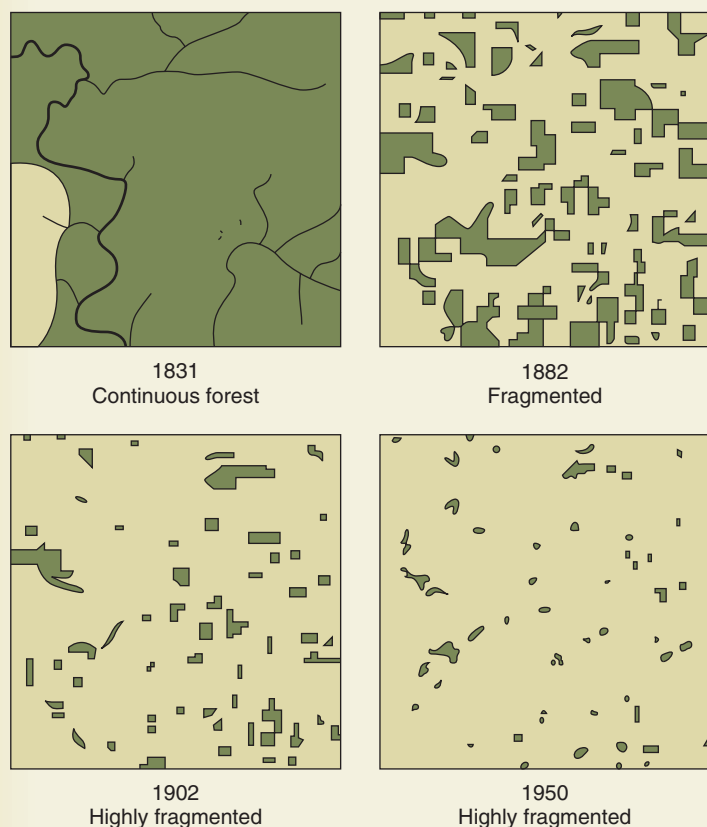 1831
Continuous forest
1882
Fragmented
1902
Highly fragmented
1950
Highly fragmented